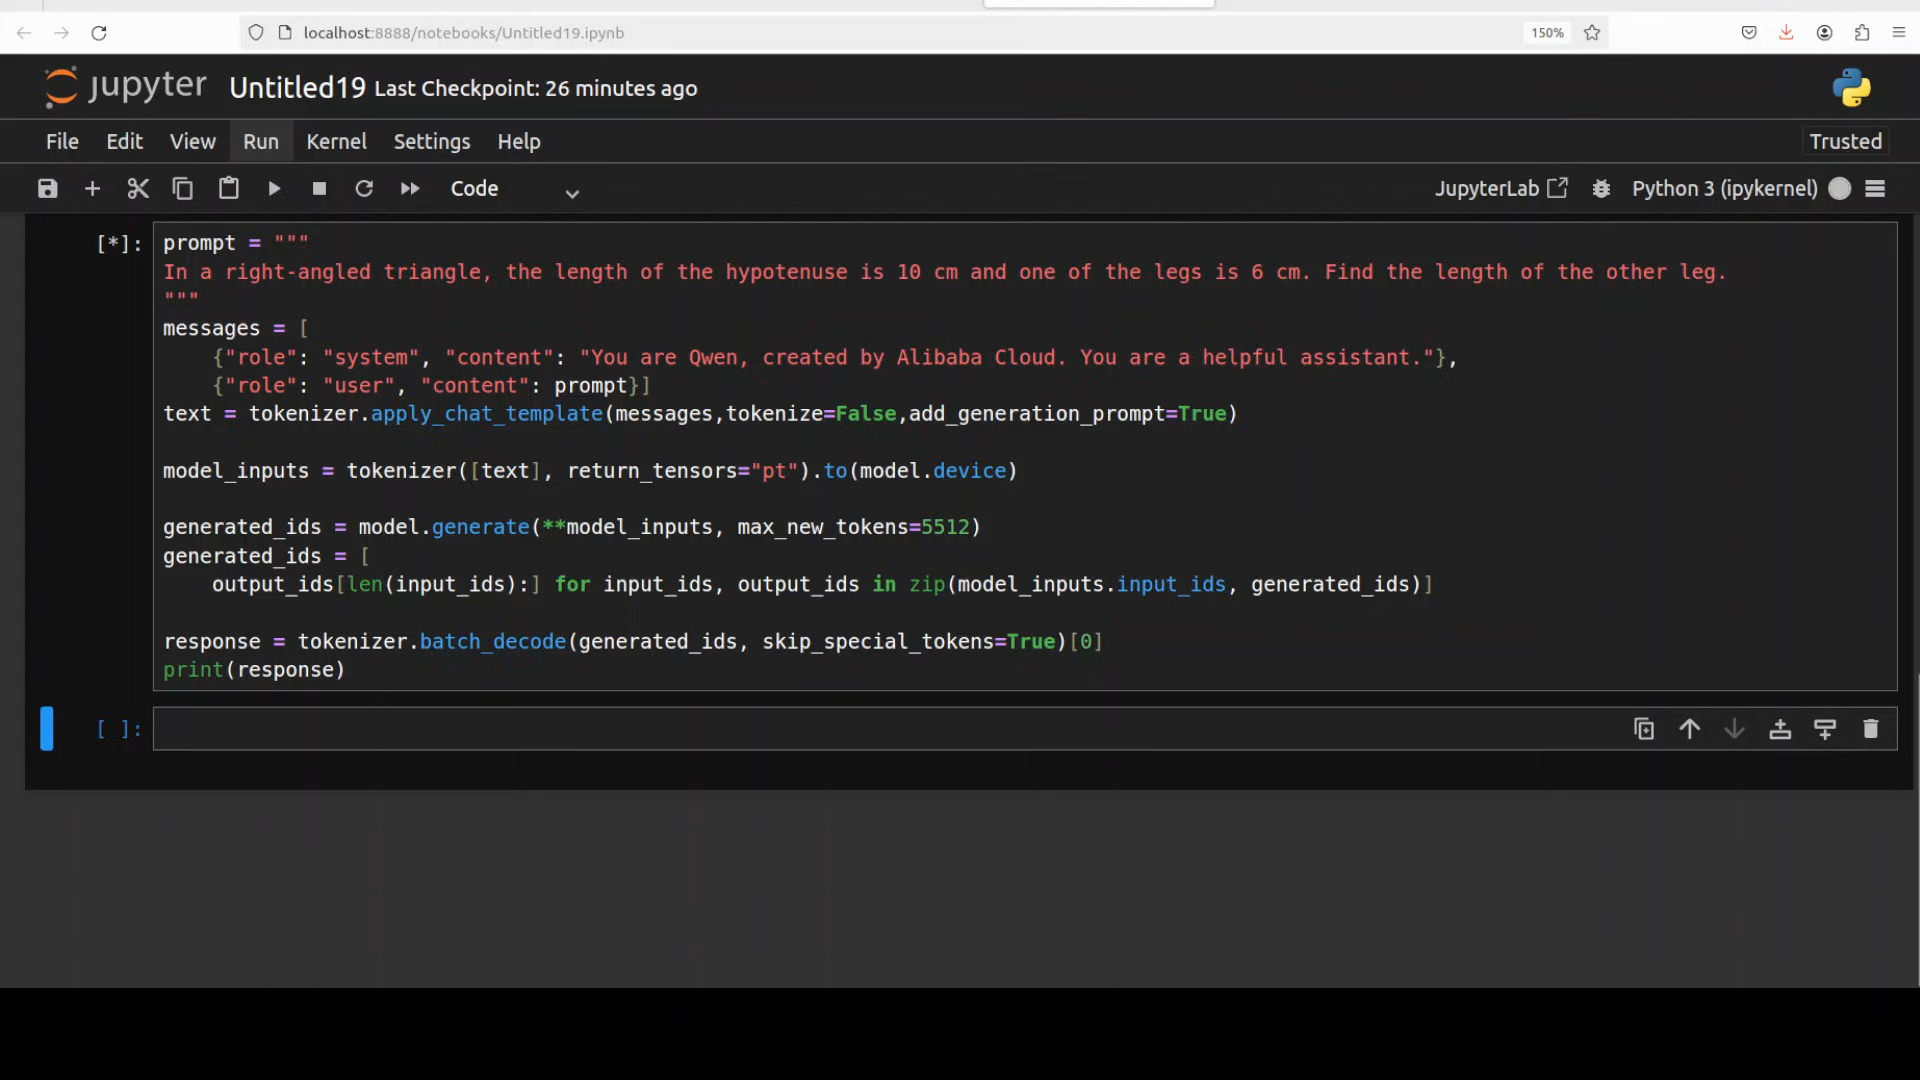 localhost:8888/notebooks/Untitled19.ipynb
150%
jupyter Untitled19 Last Checkpoint: 26 minutes ago
File Edit View Run Kernel Settings Help
Trusted
Code
JupyterLab
Python 3 (ipykernel)
[*]:
prompt = """
In a right-angled triangle, the length of the hypotenuse is 10 cm and one of the legs is 6 cm. Find the length of the other leg.
"""
messages = [
    {"role": "system", "content": "You are Qwen, created by Alibaba Cloud. You are a helpful assistant."},
    {"role": "user", "content": prompt}]
text = tokenizer.apply_chat_template(messages,tokenize=False,add_generation_prompt=True)
model_inputs = tokenizer([text], return_tensors="pt").to(model.device)
generated_ids = model.generate(**model_inputs, max_new_tokens=5512)
generated_ids = [
    output_ids[len(input_ids):] for input_ids, output_ids in zip(model_inputs.input_ids, generated_ids)]
response = tokenizer.batch_decode(generated_ids, skip_special_tokens=True)[0]
print(response)
[ ]: